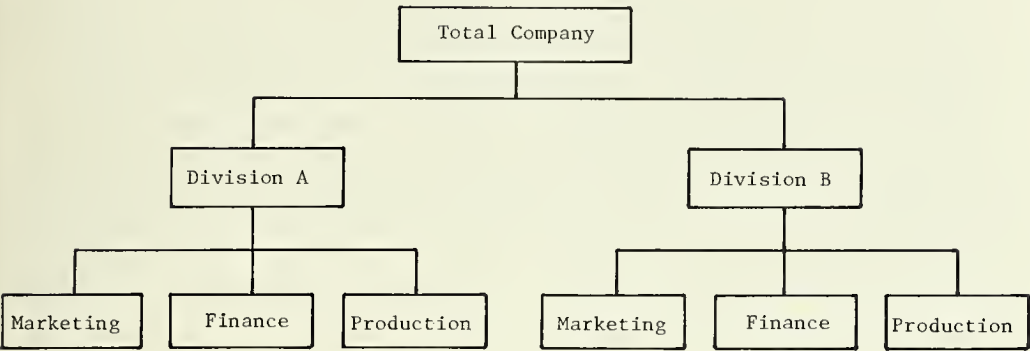 Total Company
Division A
Division B
Marketing
Finance
Production
Marketing
Finance
Production